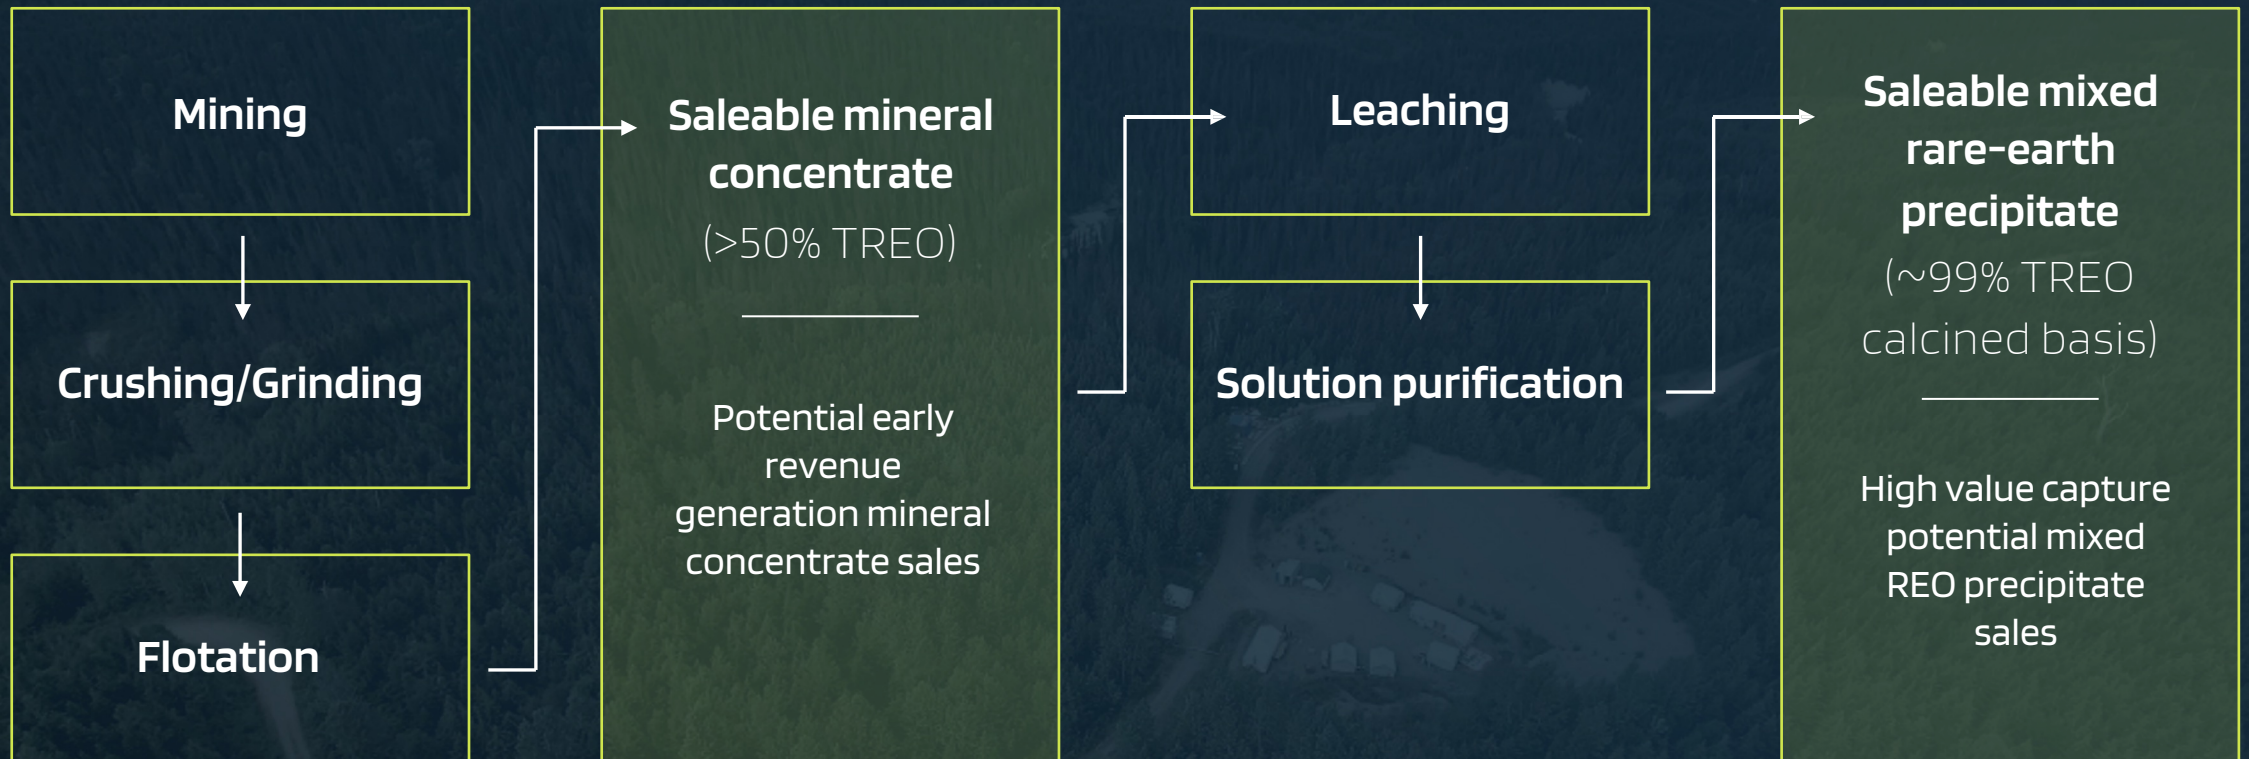 Mining
Crushing/Grinding
Flotation
Saleable mineral
concentrate
(>50% TREO)
Potential early
revenue
generation mineral
concentrate sales
Leaching
Solution purification
Saleable mixed
rare-earth
precipitate
(~99% TREO
calcined basis)
High value capture
potential mixed
REO precipitate
sales